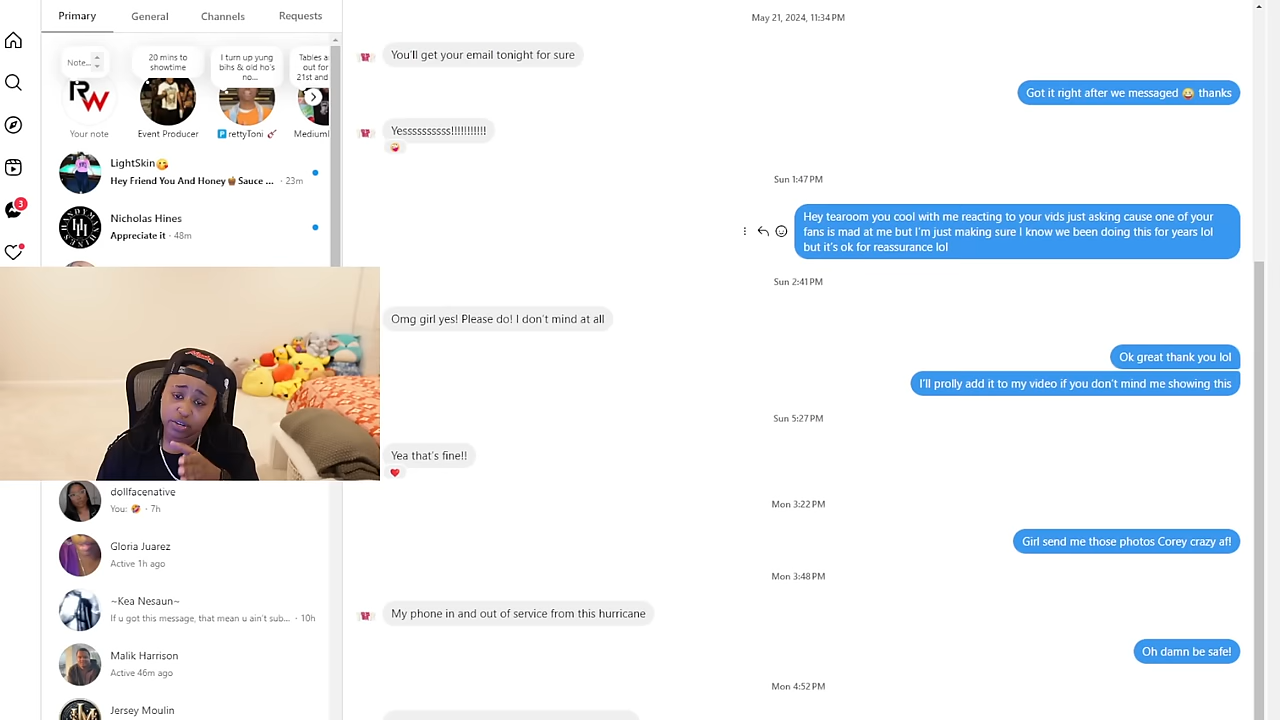 Primary
General
Channels
Requests
Note...
20 mins to
showtime
I turn up yung
bihs & old ho's
no...
Tables a
out for
21st and
RW
Your note
Event Producer
🅿️rettyToni 🍒
MediumI
LightSkin😋
Hey Friend You And Honey🍯Sauce ... · 23m
Nicholas Hines
Appreciate it · 48m
3
dollfacenative
You: 🤣 · 7h
Gloria Juarez
Active 1h ago
~Kea Nesaun~
If u got this message, that mean u ain't sub... · 10h
Malik Harrison
Active 46m ago
Jersey Moulin
May 21, 2024, 11:34 PM
You'll get your email tonight for sure
Got it right after we messaged 😜 thanks
Yesssssssssss!!!!!!!!!!!
Sun 1:47 PM
Hey tearoom you cool with me reacting to your vids just asking cause one of your
fans is mad at me but I'm just making sure I know we been doing this for years lol
but it's ok for reassurance lol
Sun 2:41 PM
Omg girl yes! Please do! I don't mind at all
Ok great thank you lol
I'll prolly add it to my video if you don't mind me showing this
Sun 5:27 PM
Yea that's fine!!
Mon 3:22 PM
Girl send me those photos Corey crazy af!
Mon 3:48 PM
My phone in and out of service from this hurricane
Oh damn be safe!
Mon 4:52 PM